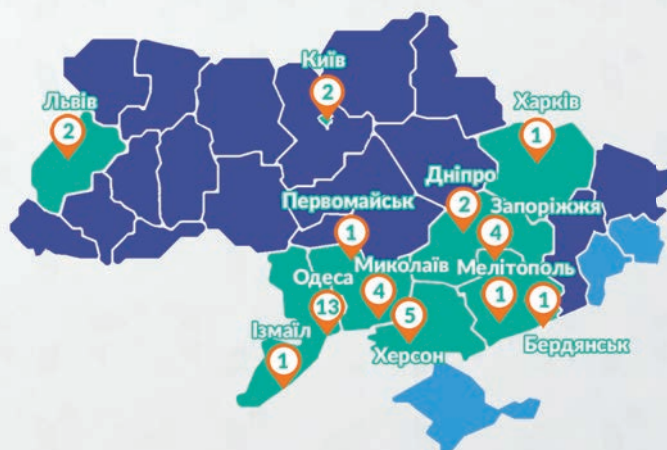 Київ
2
Львів
2
Харків
1
Дніпро
2
Запоріжжя
4
Первомайськ
1
Миколаїв
4
Мелітополь
1
Одеса
13
1
Бердянськ
5
Херсон
Ізмаїл
1